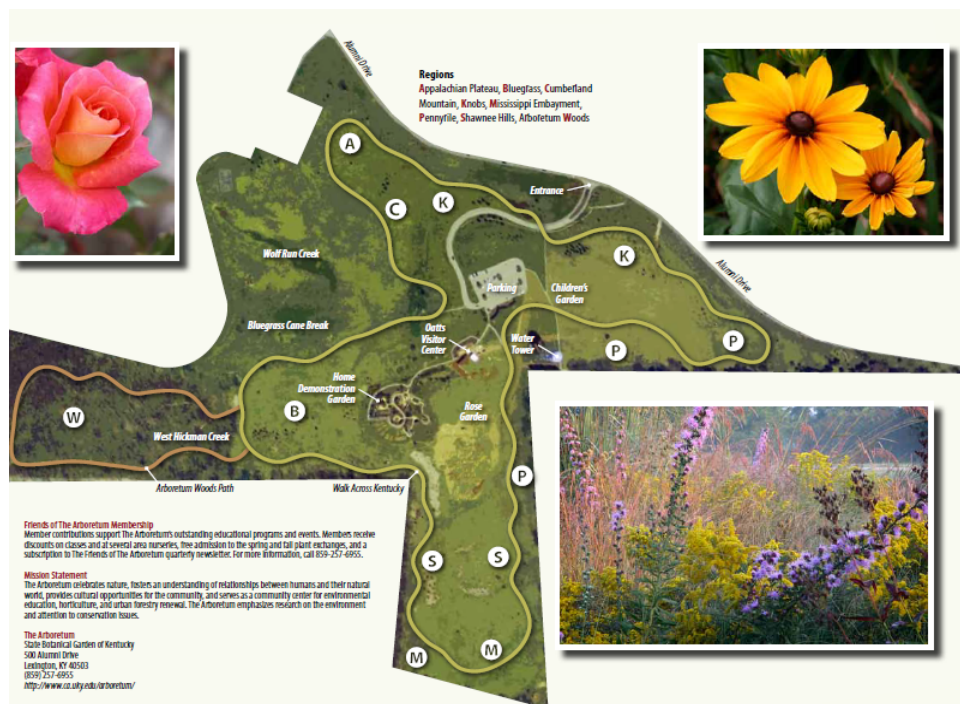 Alumni Drive
Regions
Appalachian Plateau, Bluegrass, Cumberland
Mountain, Knobs, Mississippi Embayment,
Pennyrile, Shawnee Hills, Arboretum Woods
A
K
C
Entrance
K
Alumni Drive
Wolf Run Creek
Parking
Children's
Garden
Bluegrass Cane Break
Oatts
Visitor
Center
Water
Tower
P
P
Home
Demonstration
Garden
B
Rose
Garden
W
West Hickman Creek
Arboretum Woods Path
Walk Across Kentucky
P
S
S
M
M
Friends of The Arboretum Membership
Member contributions support The Arboretum's outstanding educational programs and events. Members receive
discounts on classes and at several area nurseries, free admission to the spring and fall plant exchanges, and a
subscription to The Friends of The Arboretum quarterly newsletter. For more information, call 859-257-6955.
Mission Statement
The Arboretum celebrates nature, fosters an understanding of relationships between humans and their natural
world, provides cultural opportunities for the community, and serves as a community center for environmental
education, horticulture, and urban forestry renewal. The Arboretum emphasizes research on the environment
and attention to conservation issues.
The Arboretum
State Botanical Garden of Kentucky
500 Alumni Drive
Lexington, KY 40503
(859) 257-6955
http://www.ca.uky.edu/arboretum/